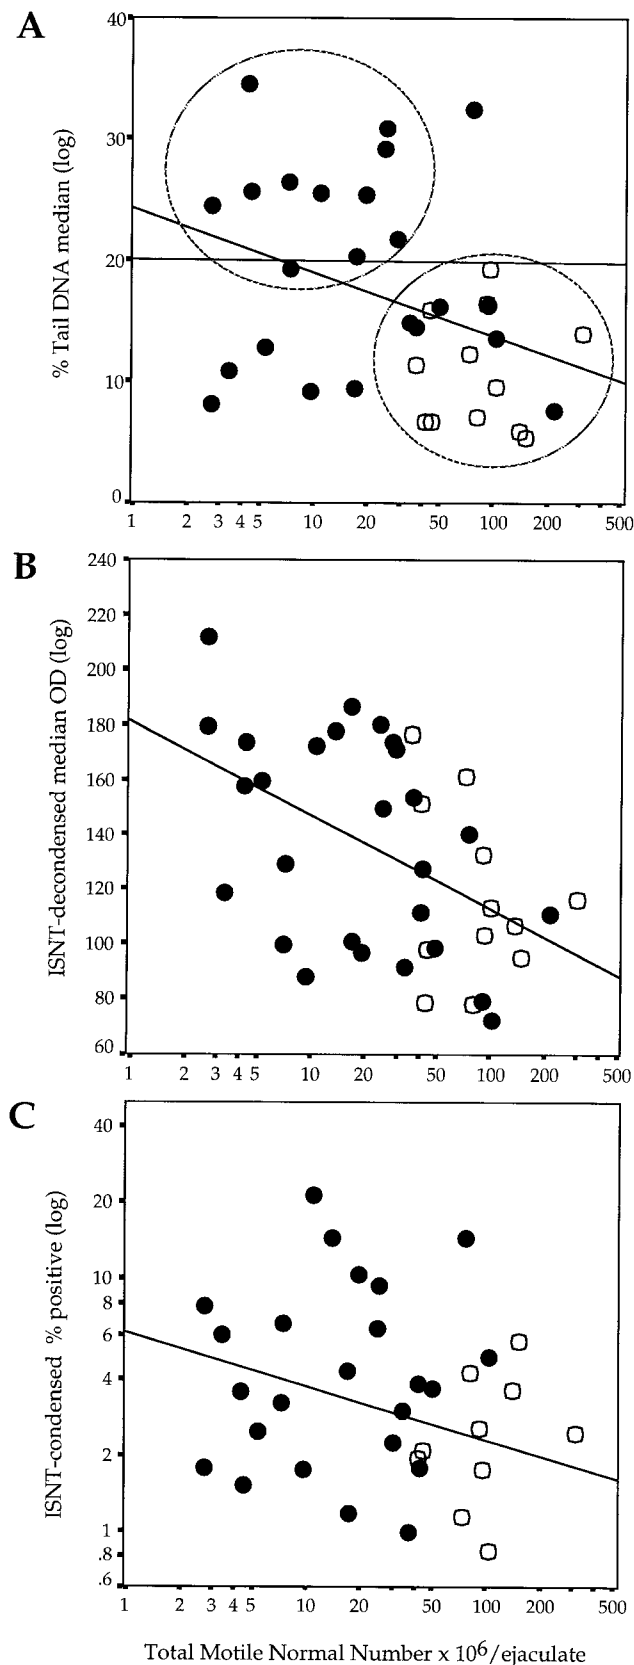 A
% Tail DNA median (log)
40
30
20
10
0
1 2 3 4 5 10 20 50 100 200 500
B
ISNT-decondensed median OD (log)
240
220
200
180
160
140
120
100
80
60
1 2 3 4 5 10 20 50 100 200 500
C
ISNT-condensed % positive (log)
40
20
10
8
6
4
2
1
.8
.6
1 2 3 4 5 10 20 50 100 200 500
Total Motile Normal Number x 10⁶/ejaculate